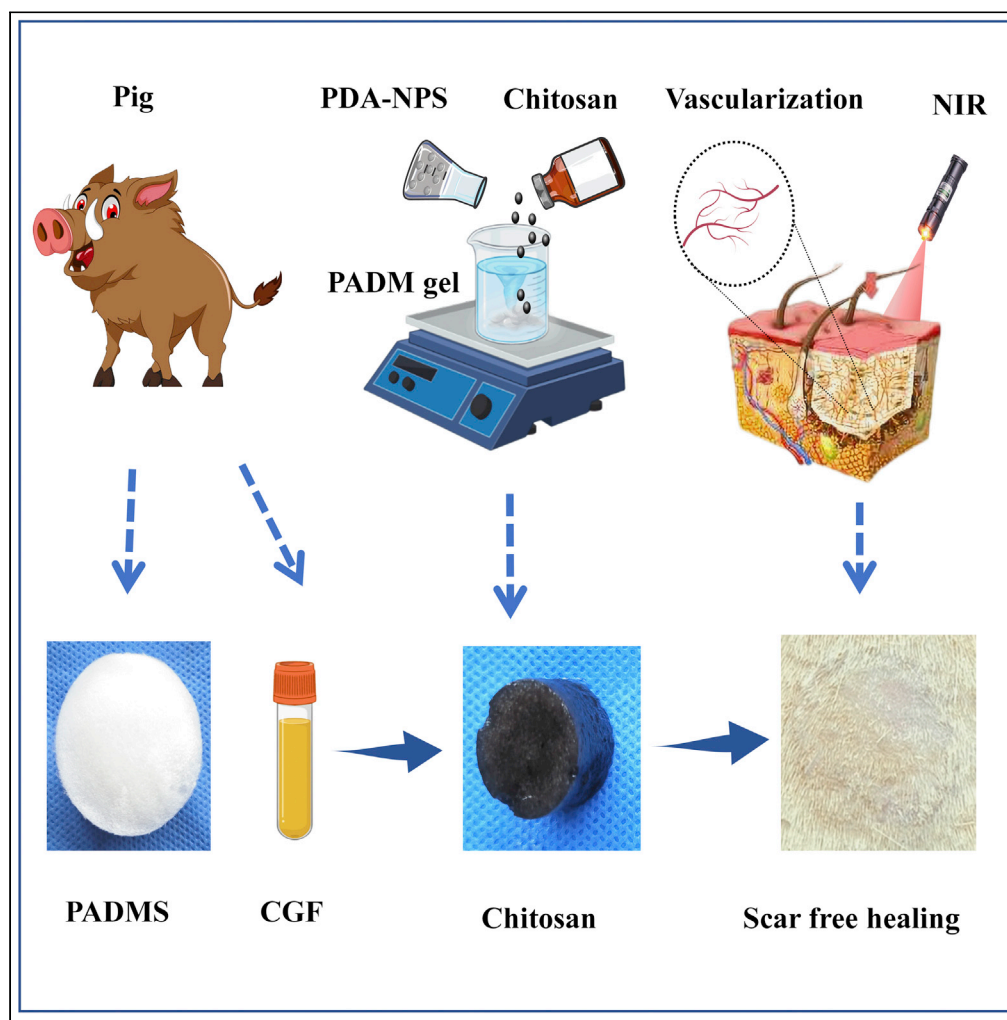 Pig
PDA-NPS
Chitosan
Vascularization
NIR
PADM gel
PADMS
CGF
Chitosan
Scar free healing